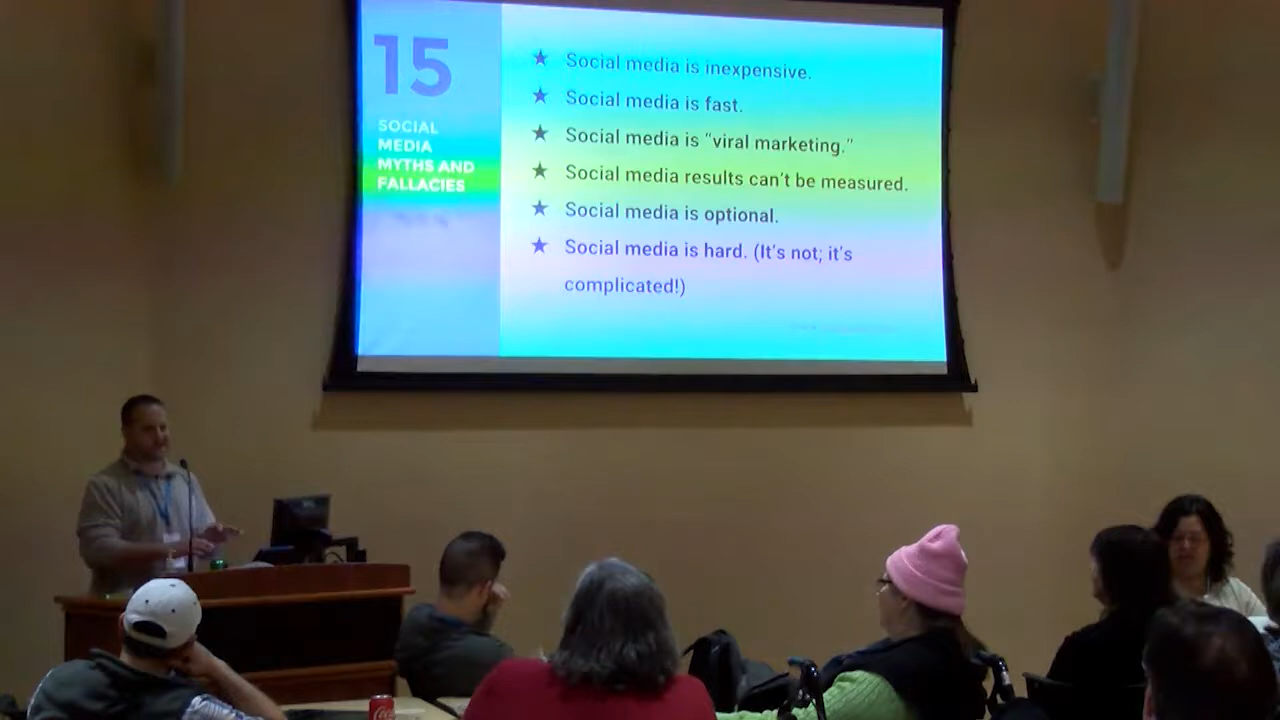 15
SOCIAL
MEDIA
MYTHS AND
FALLACIES
★ Social media is inexpensive.
★ Social media is fast.
★ Social media is “viral marketing.”
★ Social media results can’t be measured.
★ Social media is optional.
★ Social media is hard. (It’s not; it’s
complicated!)